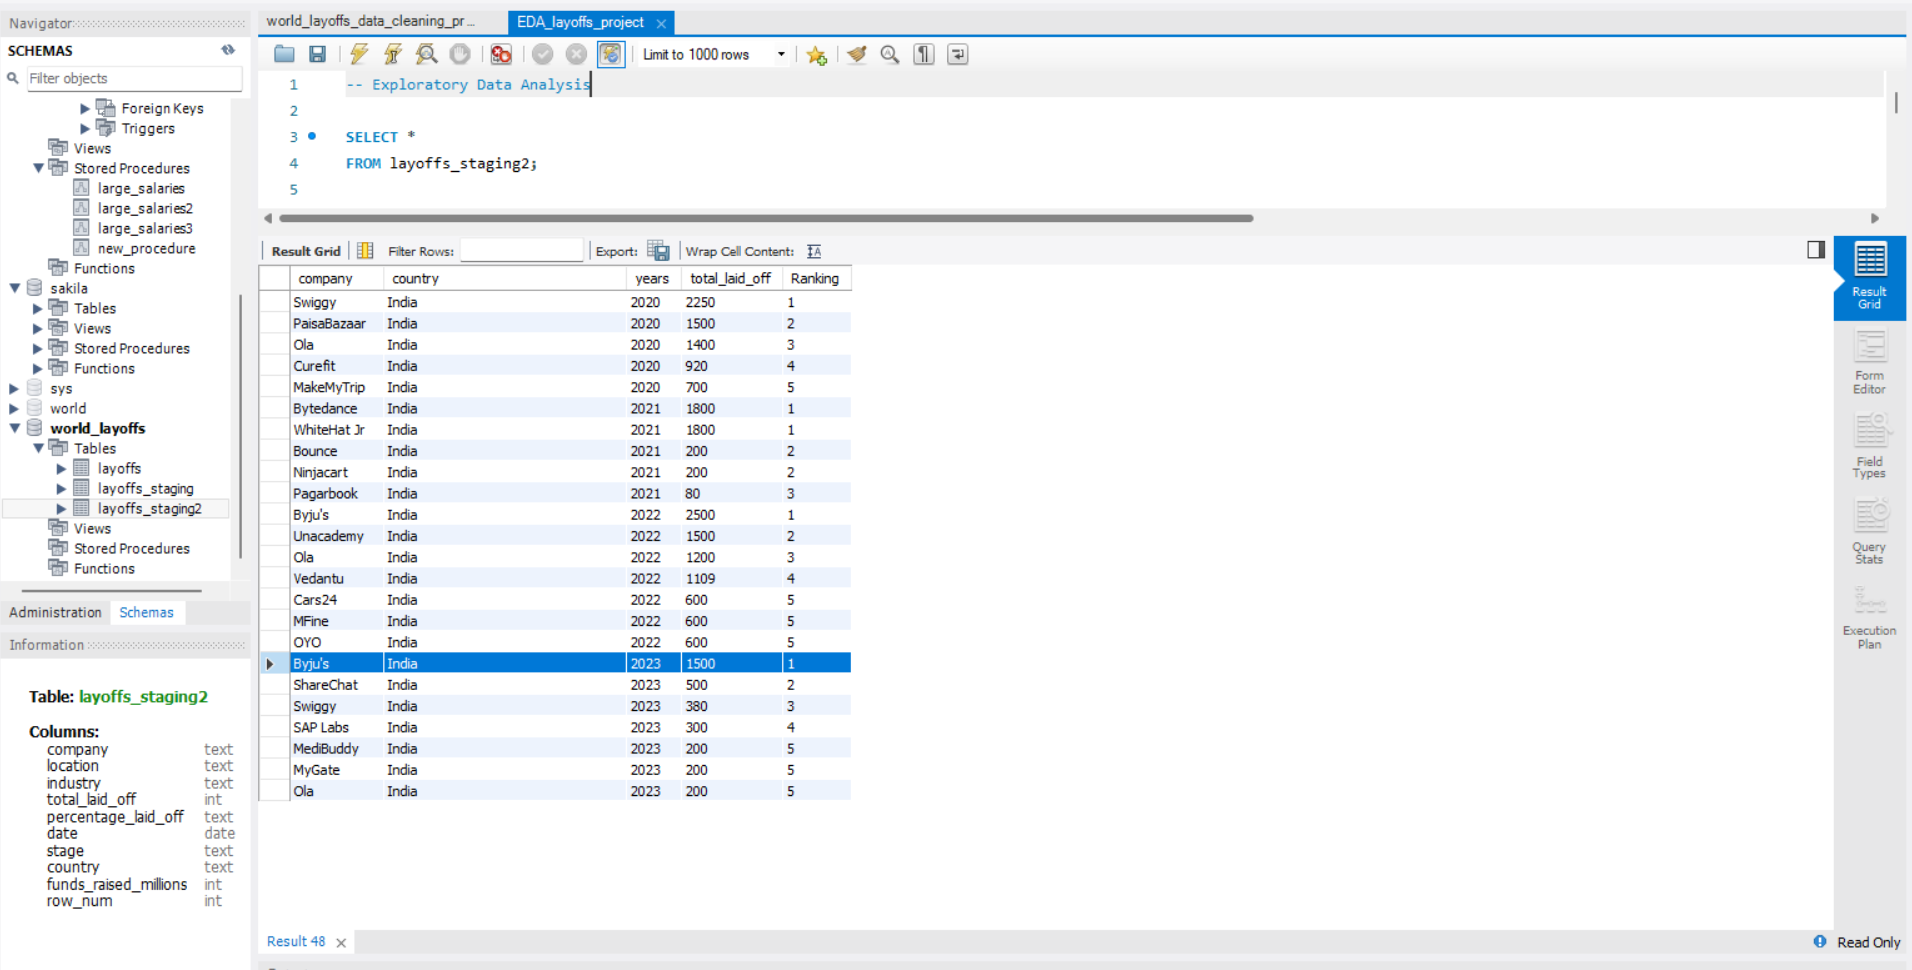 Navigator
SCHEMAS
Filter objects
Foreign Keys
Triggers
Views
Stored Procedures
large_salaries
large_salaries2
large_salaries3
new_procedure
Functions
sakila
Tables
Views
Stored Procedures
Functions
sys
world
world_layoffs
Tables
layoffs
layoffs_staging
layoffs_staging2
Views
Stored Procedures
Functions
Administration Schemas
Information
Table: layoffs_staging2
Columns:
company text
location text
industry text
total_laid_off int
percentage_laid_off text
date date
stage text
country text
funds_raised_millions int
row_num int
world_layoffs_data_cleaning_pr... EDA_layoffs_project
Limit to 1000 rows
1 -- Exploratory Data Analysis
2
3 SELECT *
4 FROM layoffs_staging2;
5
Result Grid Filter Rows: Export: Wrap Cell Content:
company country years total_laid_off Ranking
Swiggy India 2020 2250 1
PaisaBazaar India 2020 1500 2
Ola India 2020 1400 3
Curefit India 2020 920 4
MakeMyTrip India 2020 700 5
Bytedance India 2021 1800 1
WhiteHat Jr India 2021 1800 1
Bounce India 2021 200 2
Ninjacart India 2021 200 2
Pagarbook India 2021 80 3
Byju's India 2022 2500 1
Unacademy India 2022 1500 2
Ola India 2022 1200 3
Vedantu India 2022 1109 4
Cars24 India 2022 600 5
MFine India 2022 600 5
OYO India 2022 600 5
Byju's India 2023 1500 1
ShareChat India 2023 500 2
Swiggy India 2023 380 3
SAP Labs India 2023 300 4
MediBuddy India 2023 200 5
MyGate India 2023 200 5
Ola India 2023 200 5
Result
Grid
Form
Editor
Field
Types
Query
Stats
Execution
Plan
Result 48
Read Only